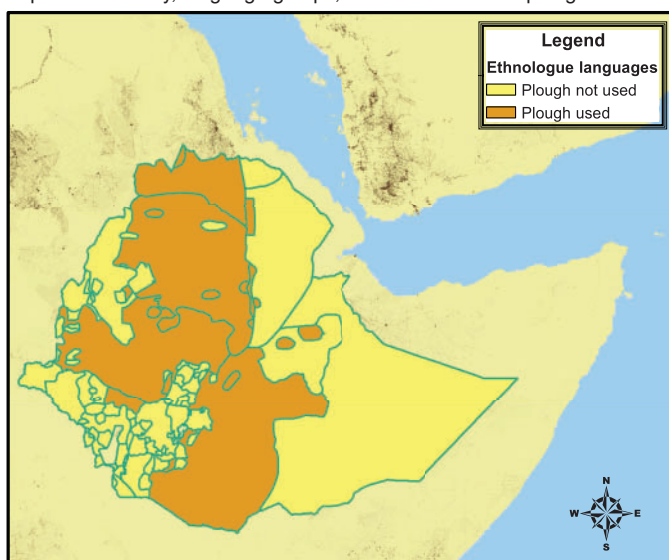 Legend
Ethnologue languages
Plough not used
Plough used
N
W E
S